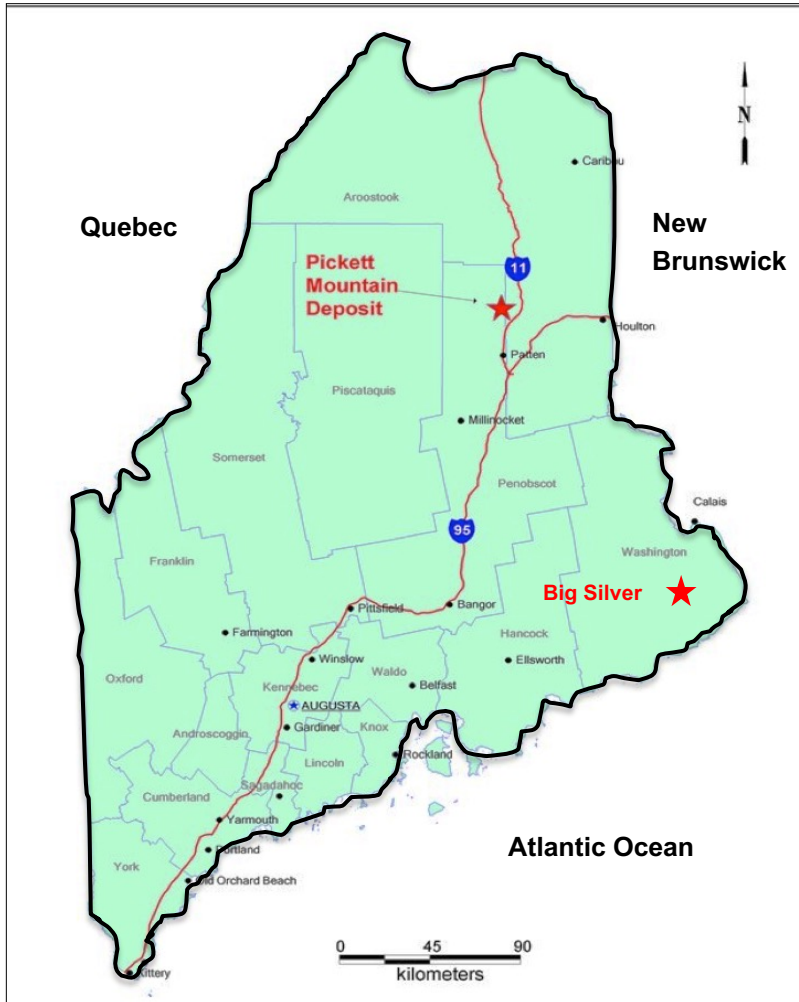 N
Caribou
Aroostook
Quebec
New
Brunswick
Pickett
Mountain
Deposit
11
Houlton
Patten
Piscataquis
Millinocket
Somerset
Penobscot
Calais
95
Washington
Franklin
Big Silver
Pittsfield
Bangor
Farmington
Hancock
Winslow
Ellsworth
Waldo
Oxford
Kennebec
Belfast
AUGUSTA
Androscoggin
Gardiner
Knox
Rockland
Lincoln
Sagadahoc
Cumberland
Yarmouth
Portland
Atlantic Ocean
York
Old Orchard Beach
0 45 90
kilometers
Kittery